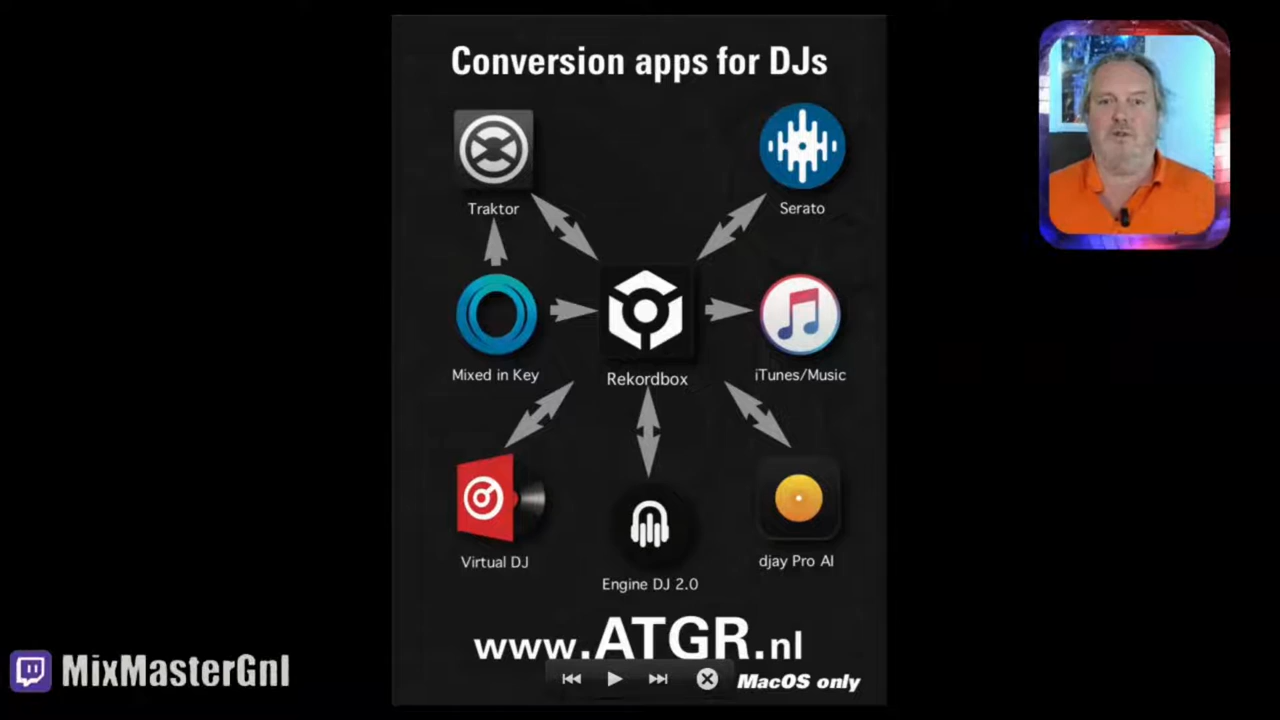 Conversion apps for DJs
Traktor
Serato
Mixed in Key
Rekordbox
iTunes/Music
Virtual DJ
Engine DJ 2.0
djay Pro AI
www.ATGR.nl
MacOS only
MixMasterGnl